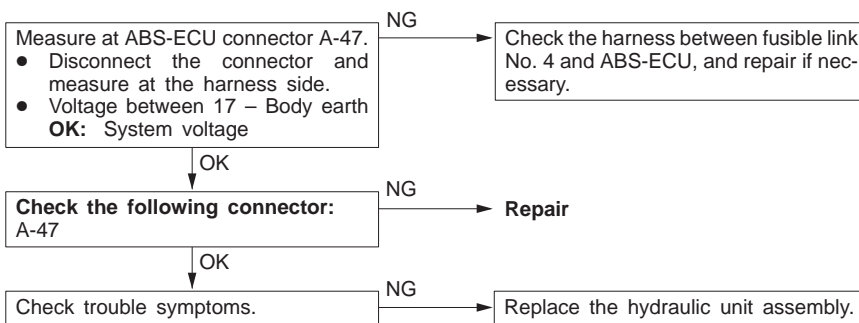 Measure at ABS-ECU connector A-47.
● Disconnect the connector and
measure at the harness side.
● Voltage between 17 – Body earth
OK: System voltage
NG
Check the harness between fusible link
No. 4 and ABS-ECU, and repair if nec-
essary.
OK
Check the following connector:
A-47
NG
Repair
OK
Check trouble symptoms.
NG
Replace the hydraulic unit assembly.